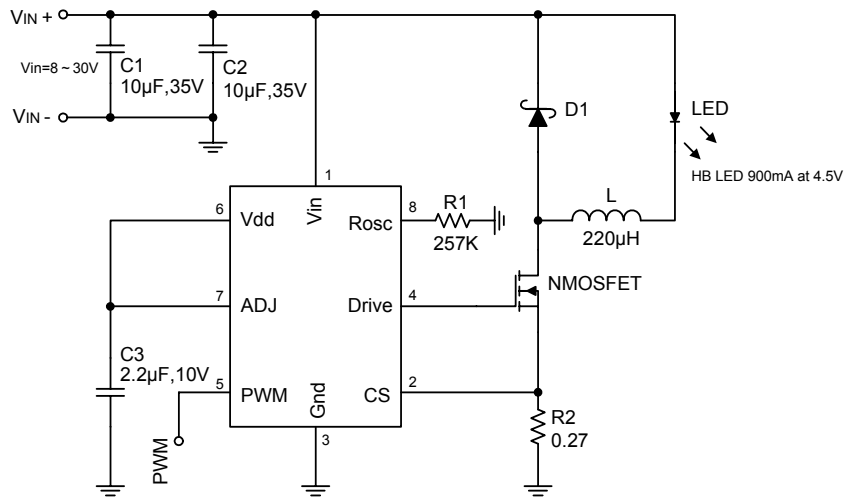 VIN +
Vin=8 ~ 30V
C1
10µF,35V
C2
10µF,35V
VIN -
D1
LED
HB LED 900mA at 4.5V
1
6
Vdd
Vin
Rosc
8
R1
257K
L
220µH
7
ADJ
Drive
4
NMOSFET
C3
2.2µF,10V
5
PWM
Gnd
CS
2
R2
0.27
PWM
3